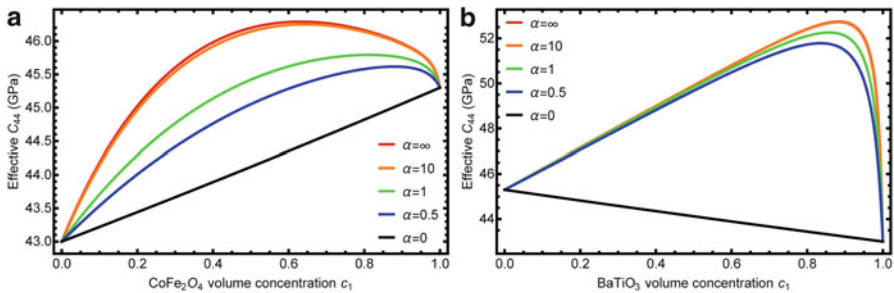 a
Effective C44 (GPa)
46.0
45.5
45.0
44.5
44.0
43.5
43.0
0.0 0.2 0.4 0.6 0.8 1.0
CoFe2O4 volume concentration c1
α=∞
α=10
α=1
α=0.5
α=0
b
Effective C44 (GPa)
52
50
48
46
44
0.0 0.2 0.4 0.6 0.8 1.0
BaTiO3 volume concentration c1
α=∞
α=10
α=1
α=0.5
α=0